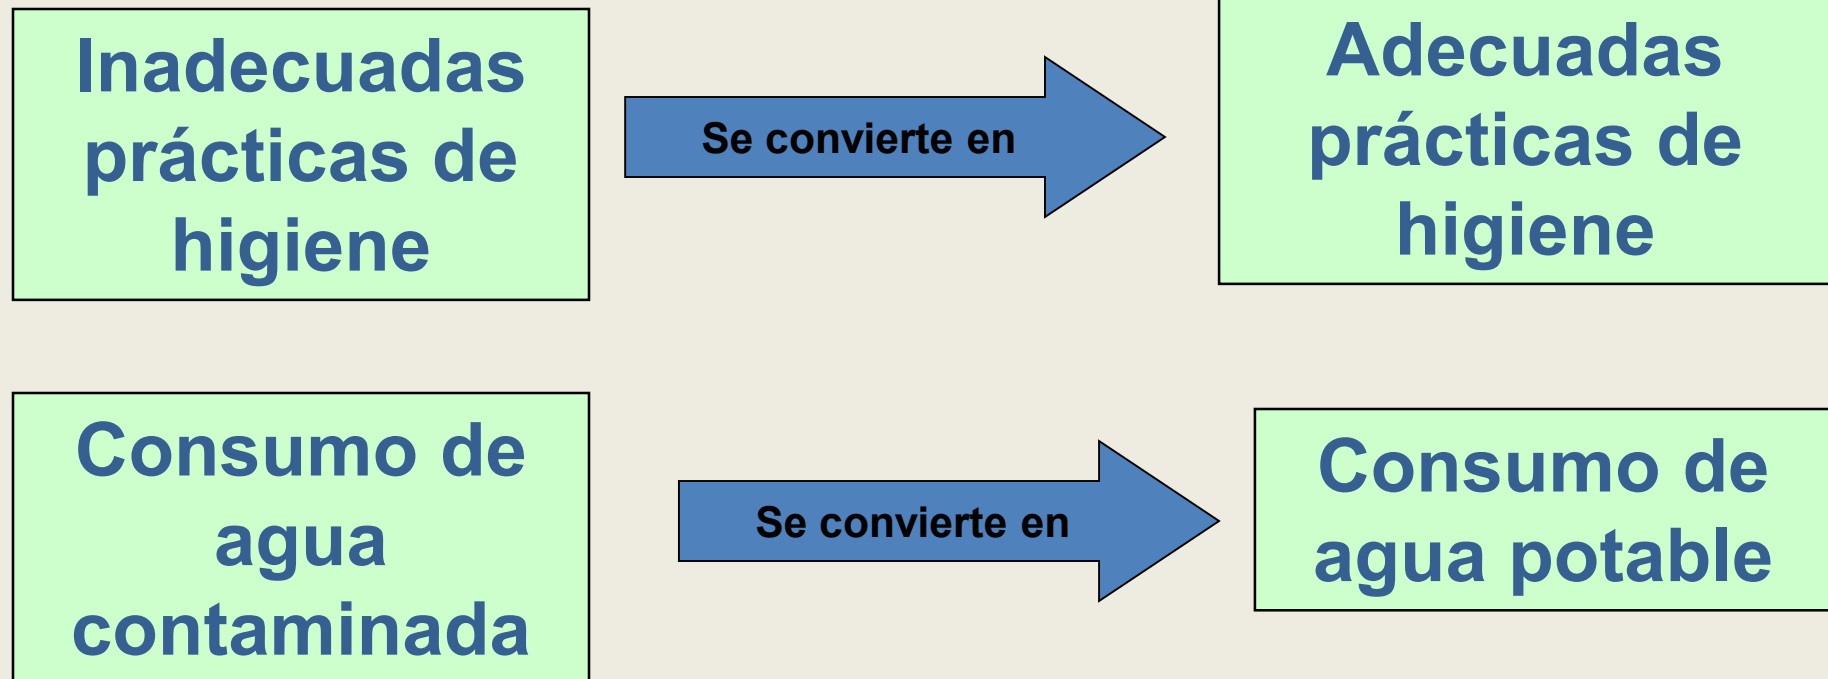 Inadecuadas
prácticas de
higiene
Se convierte en
Adecuadas
prácticas de
higiene
Consumo de
agua
contaminada
Se convierte en
Consumo de
agua potable